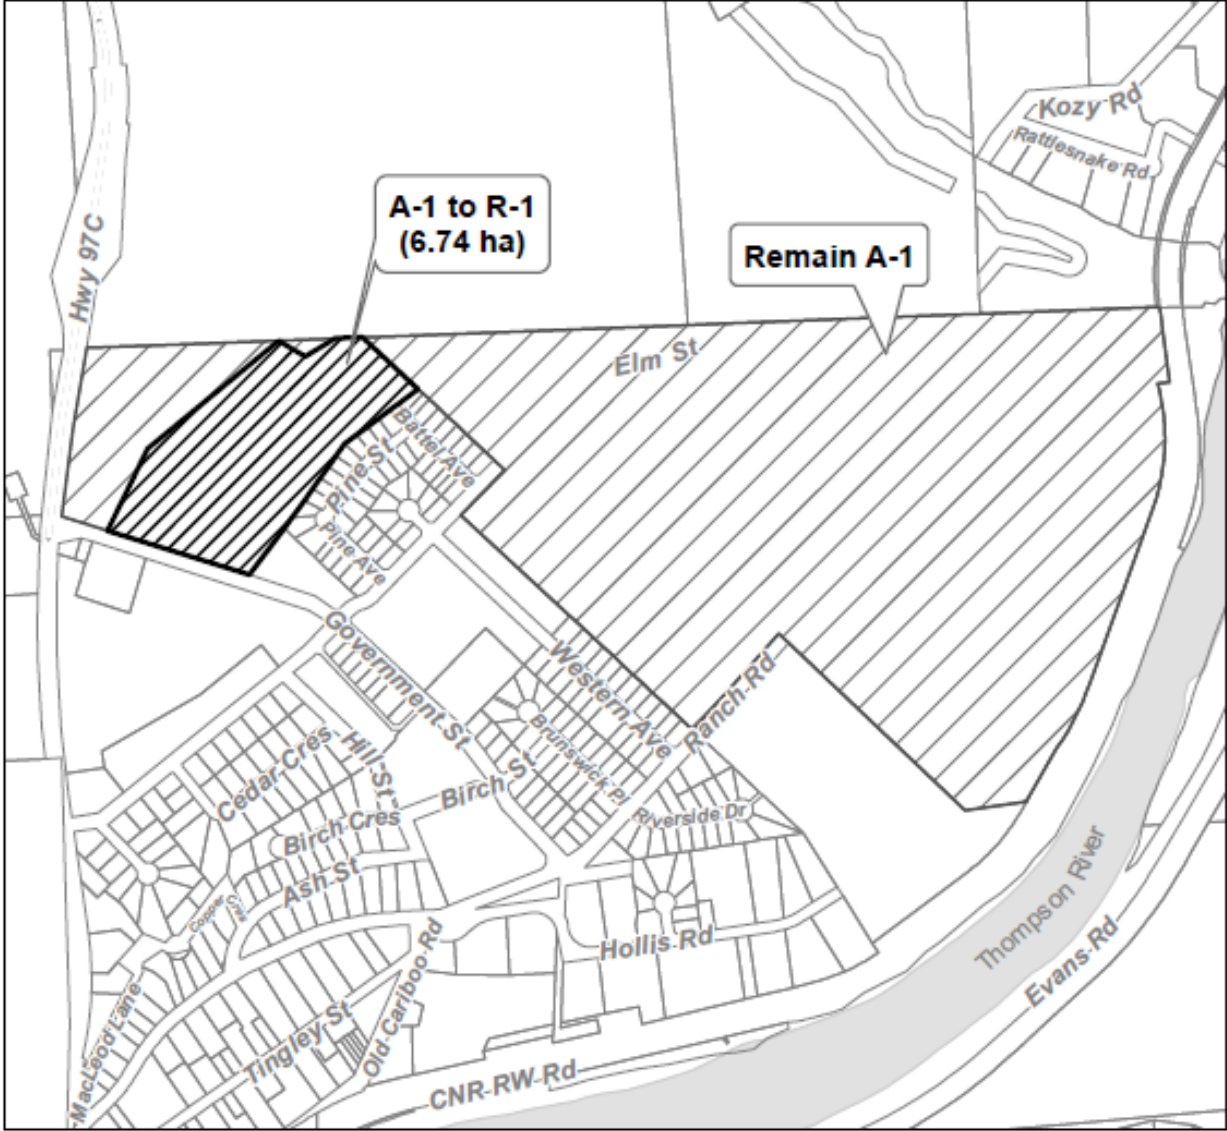 Kozy Rd
Rattlesnake Rd
A-1 to R-1
(6.74 ha)
Hwy 97C
Remain A-1
Elm St
Battel Ave
Pine St
Pine Ave
Government St
Western Ave
Ranch Rd
Brunswick Pl
Cedar Cres
Hill St
Birch St
Birch Cres
Riverside Dr
Ash St
Copper Cres
Thompson River
Hollis Rd
Evans Rd
Old Cariboo Rd
MacLeod Lane
Tingley St
CNR RW Rd